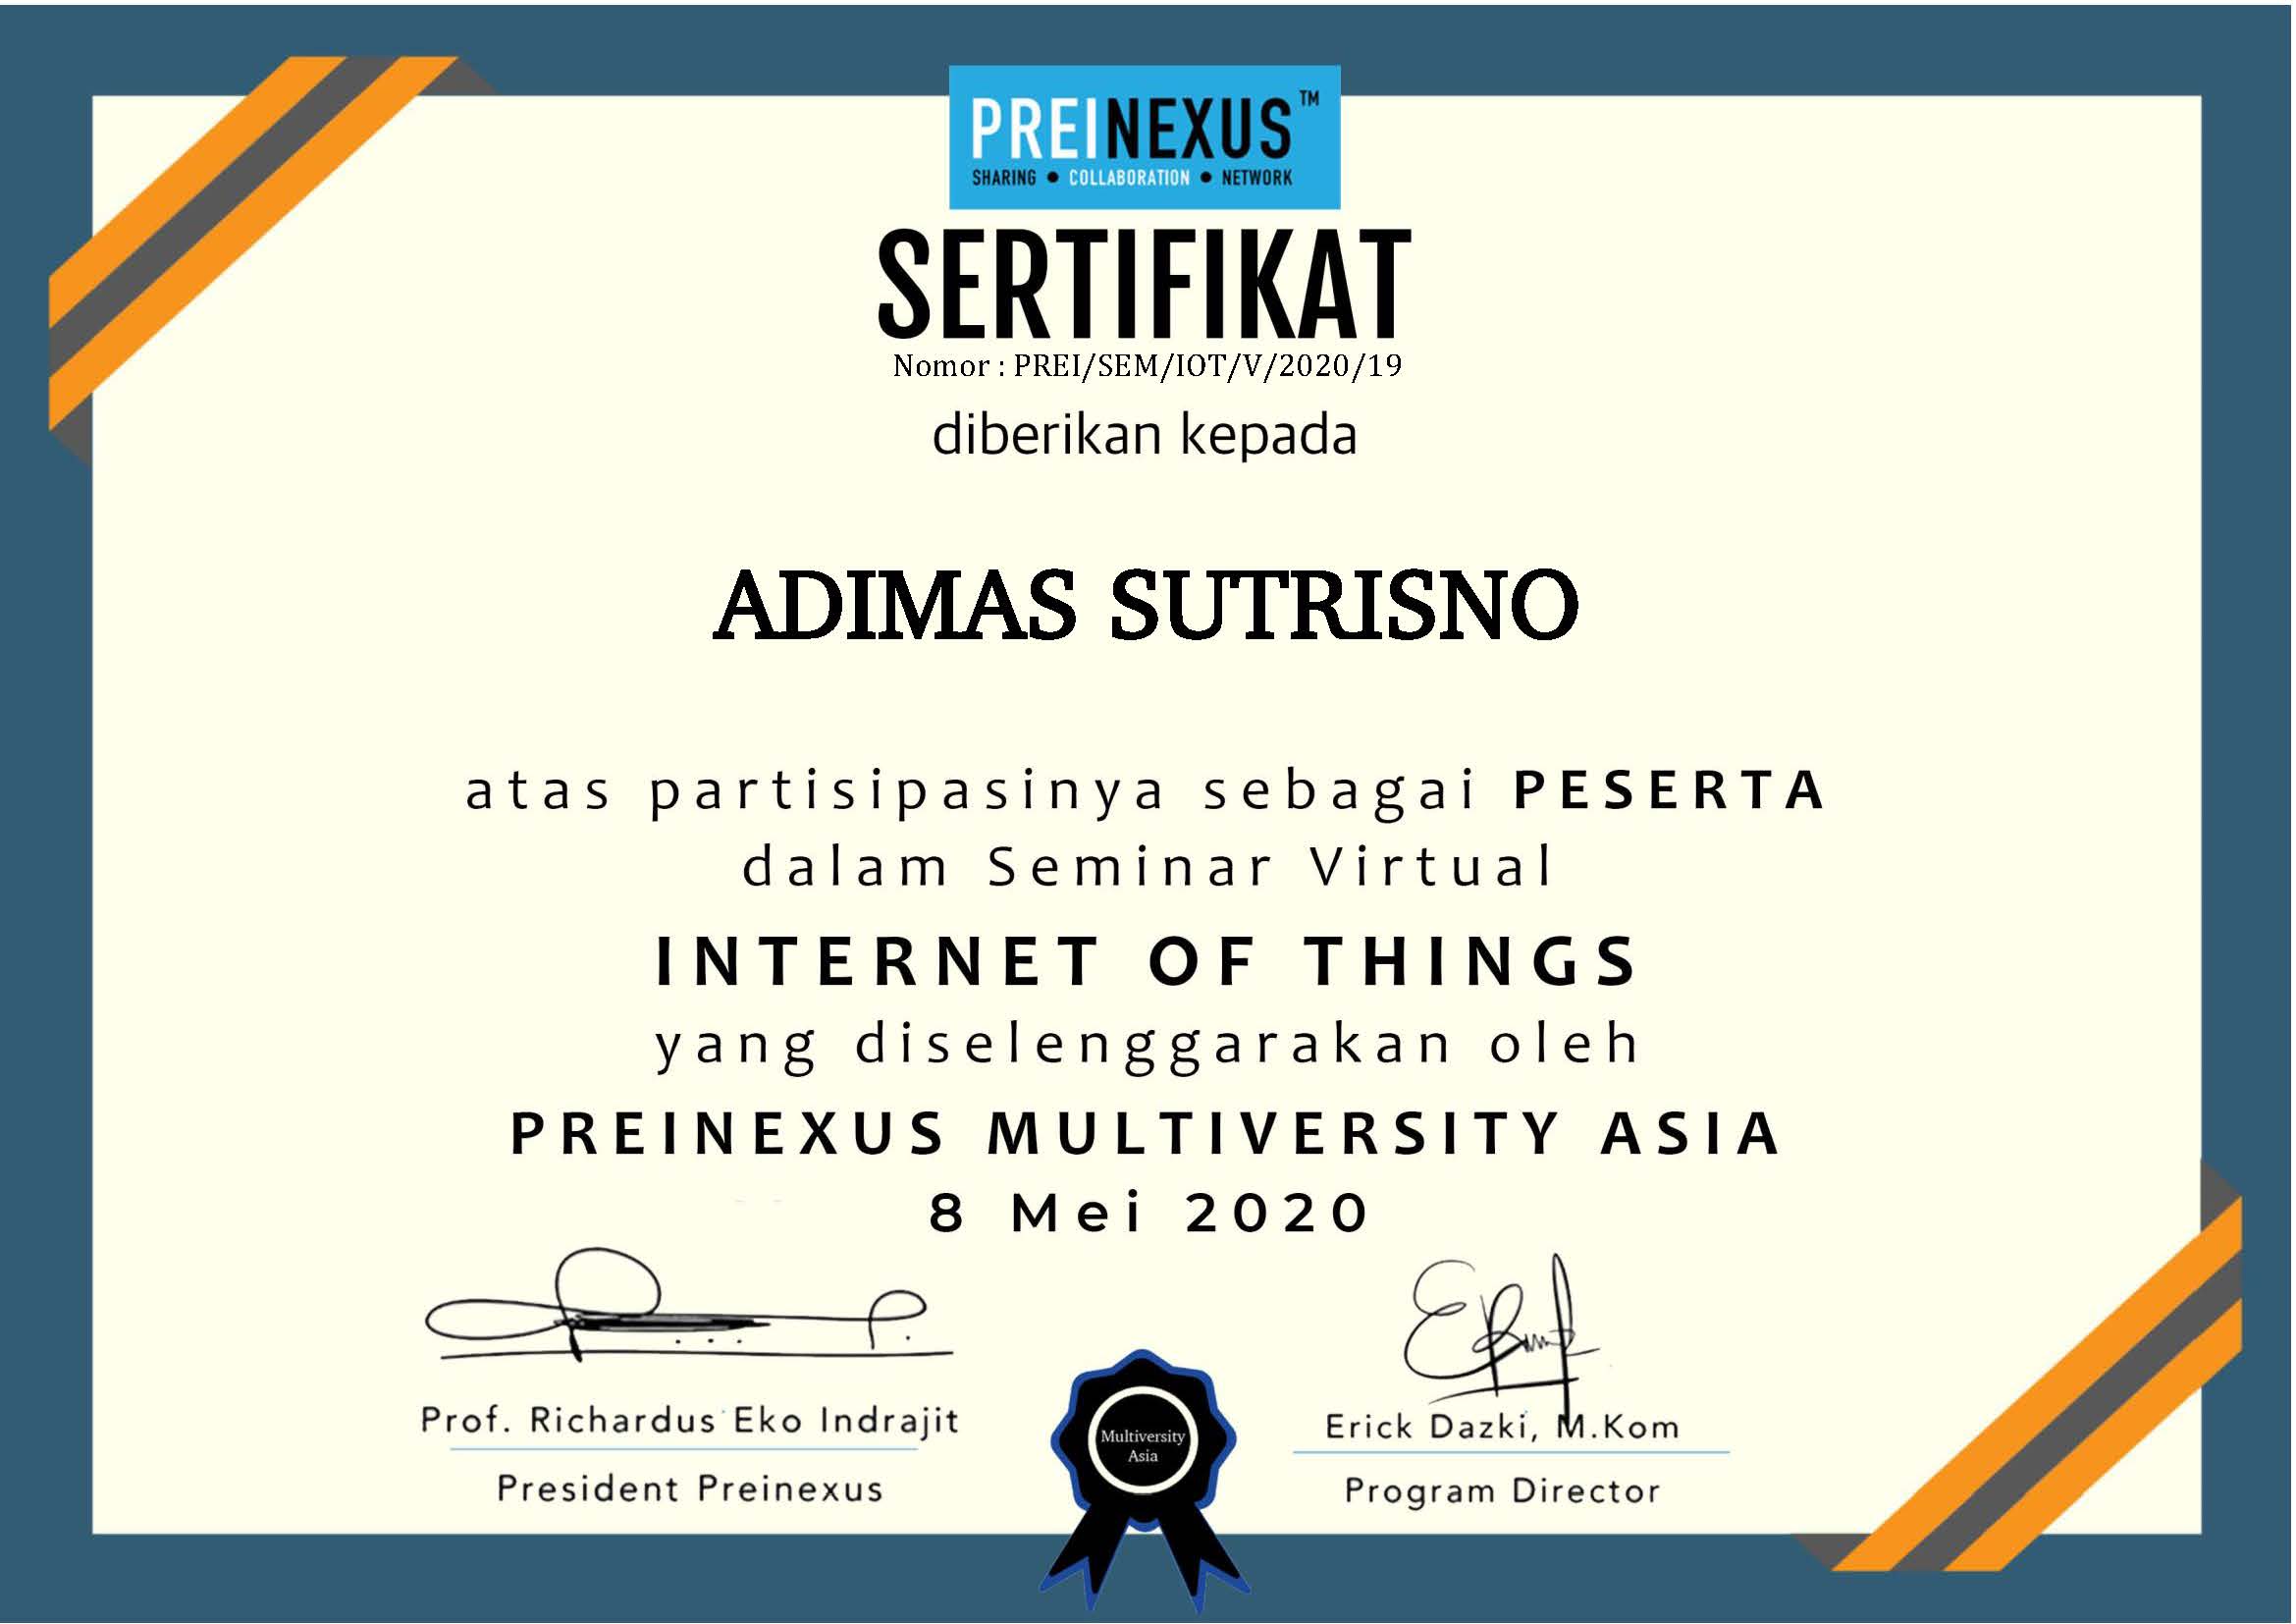 PREINEXUS™
SHARING • COLLABORATION • NETWORK
SERTIFIKAT
Nomor : PREI/SEM/IOT/V/2020/19
diberikan kepada
ADIMAS SUTRISNO
atas partisipasinya sebagai PESERTA
dalam Seminar Virtual
INTERNET OF THINGS
yang diselenggarakan oleh
PREINEXUS MULTIVERSITY ASIA
8 Mei 2020
Prof. Richardus Eko Indrajit
President Preinexus
Multiversity
Asia
Erick Dazki, M.Kom
Program Director